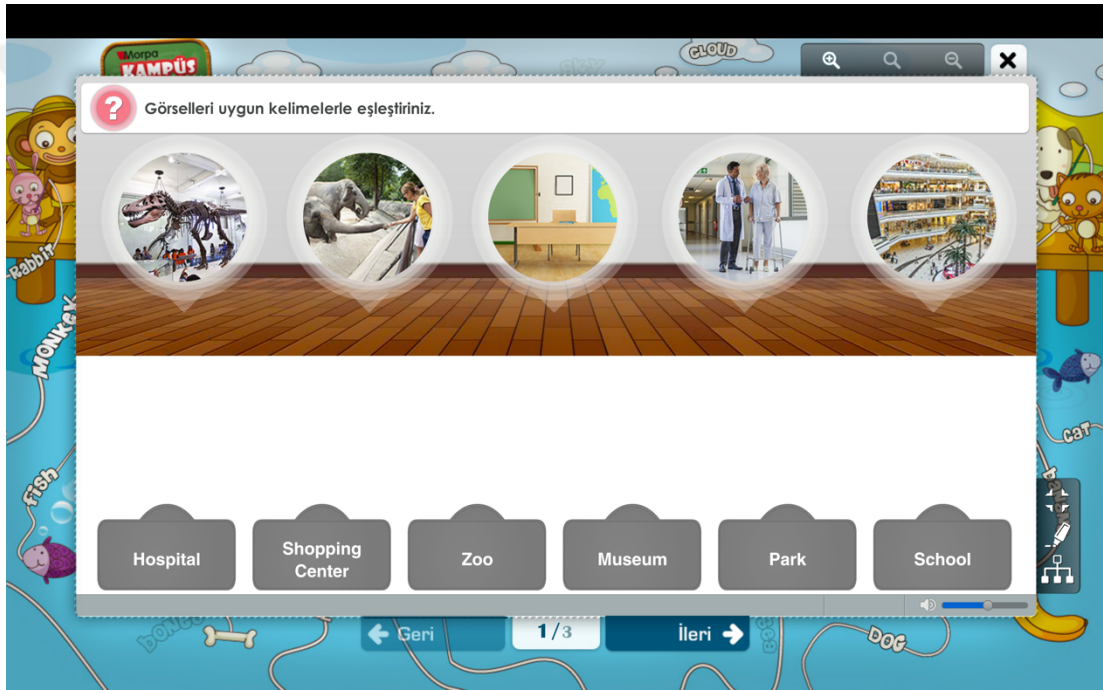 Morpa
KAMPÜS
CLOUD
SKY
Görselleri uygun kelimelerle eşleştiriniz.
Rabbit
MONKEY
Fish
Cat
Hospital
Shopping
Center
Zoo
Museum
Park
School
Geri
1/3
İleri
DOG